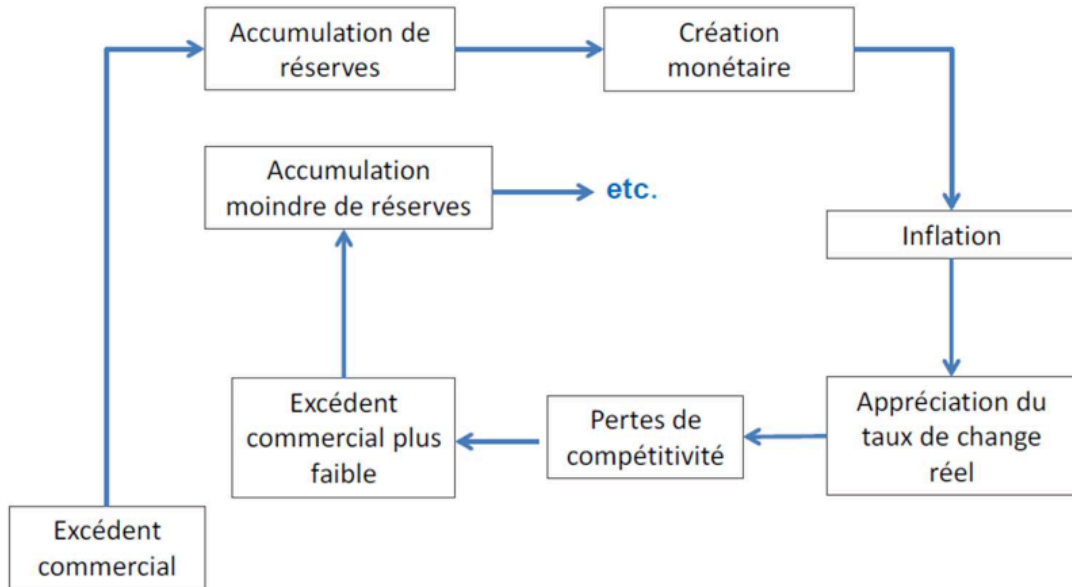 Accumulation de
réserves
Création
monétaire
Accumulation
moindre de réserves
etc.
Inflation
Appréciation du
taux de change
réel
Pertes de
compétitivité
Excédent
commercial plus
faible
Excédent
commercial